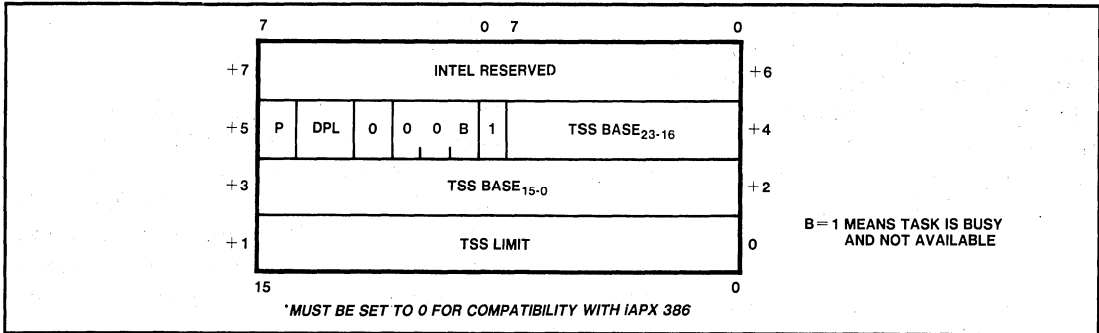 7 0 7 0
+7 INTEL RESERVED +6
+5 P DPL 0 0 0 B 1 TSS BASE23-16 +4
+3 TSS BASE15-0 +2
+1 TSS LIMIT 0
B=1 MEANS TASK IS BUSY
AND NOT AVAILABLE
15 0
*MUST BE SET TO 0 FOR COMPATIBILITY WITH iAPX 386